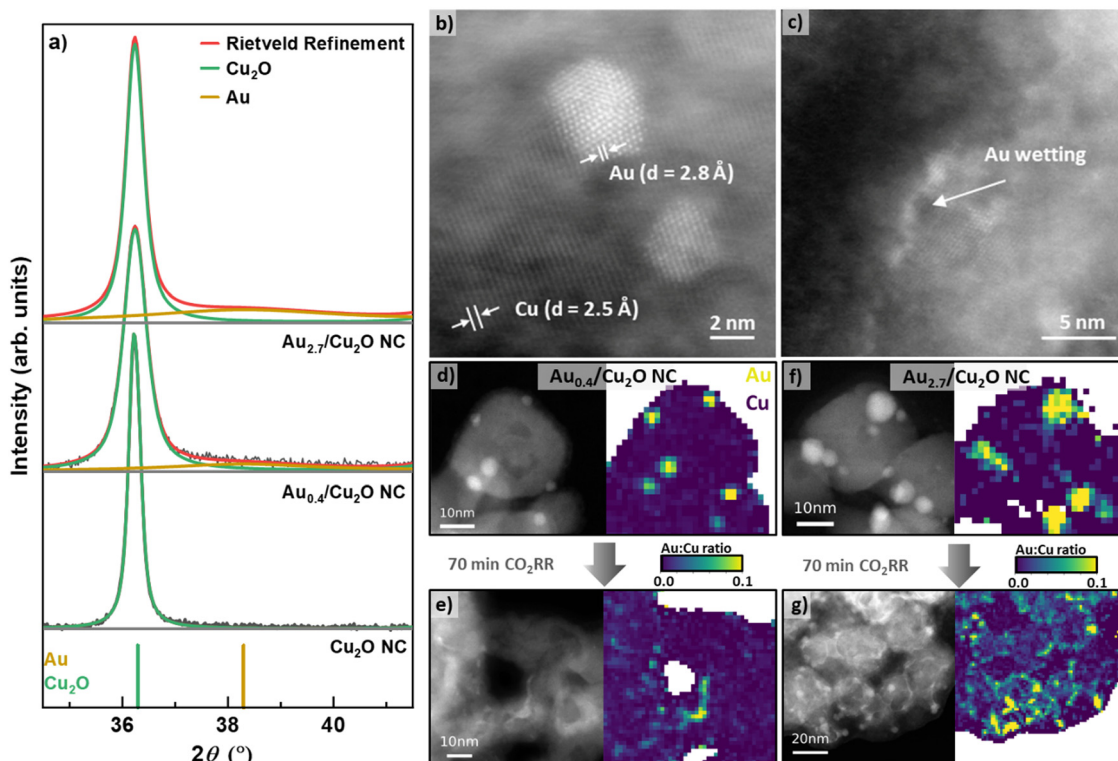 a)
Rietveld Refinement
Cu₂O
Au
Intensity (arb. units)
Au₂.₇/Cu₂O NC
Au₀.₄/Cu₂O NC
Cu₂O NC
Au
Cu₂O
36
38
40
2θ (°)
b)
Au (d = 2.8 Å)
Cu (d = 2.5 Å)
2 nm
c)
Au wetting
5 nm
d)
Au₀.₄/Cu₂O NC
Au
Cu
10nm
f)
Au₂.₇/Cu₂O NC
10nm
70 min CO₂RR
Au:Cu ratio
0.0
0.1
70 min CO₂RR
Au:Cu ratio
0.0
0.1
e)
10nm
g)
20nm